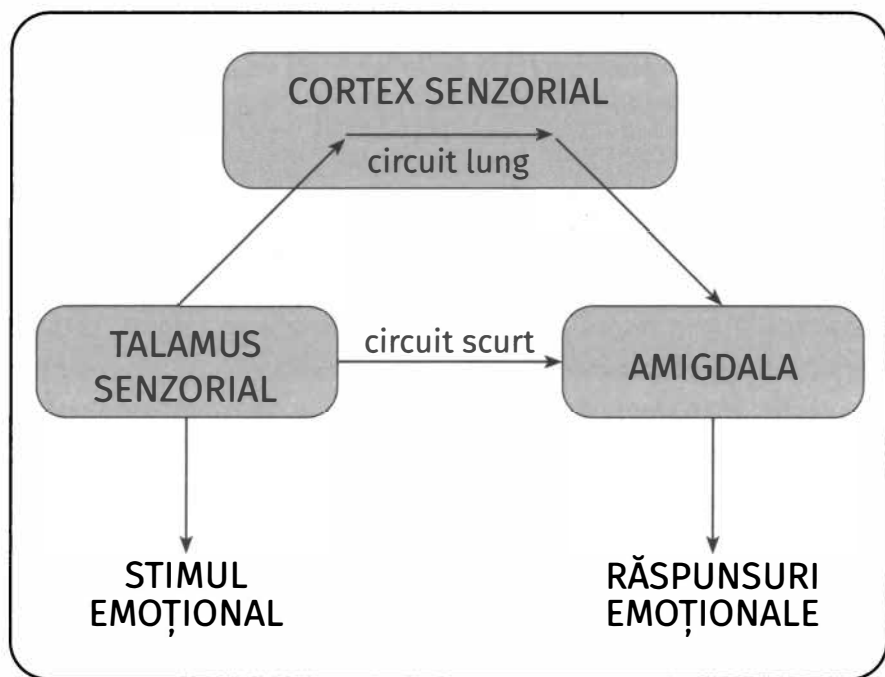 CORTEX SENZORIAL
circuit lung
TALAMUS
SENZORIAL
circuit scurt
AMIGDALA
STIMUL
EMOȚIONAL
RĂSPUNSURI
EMOȚIONALE